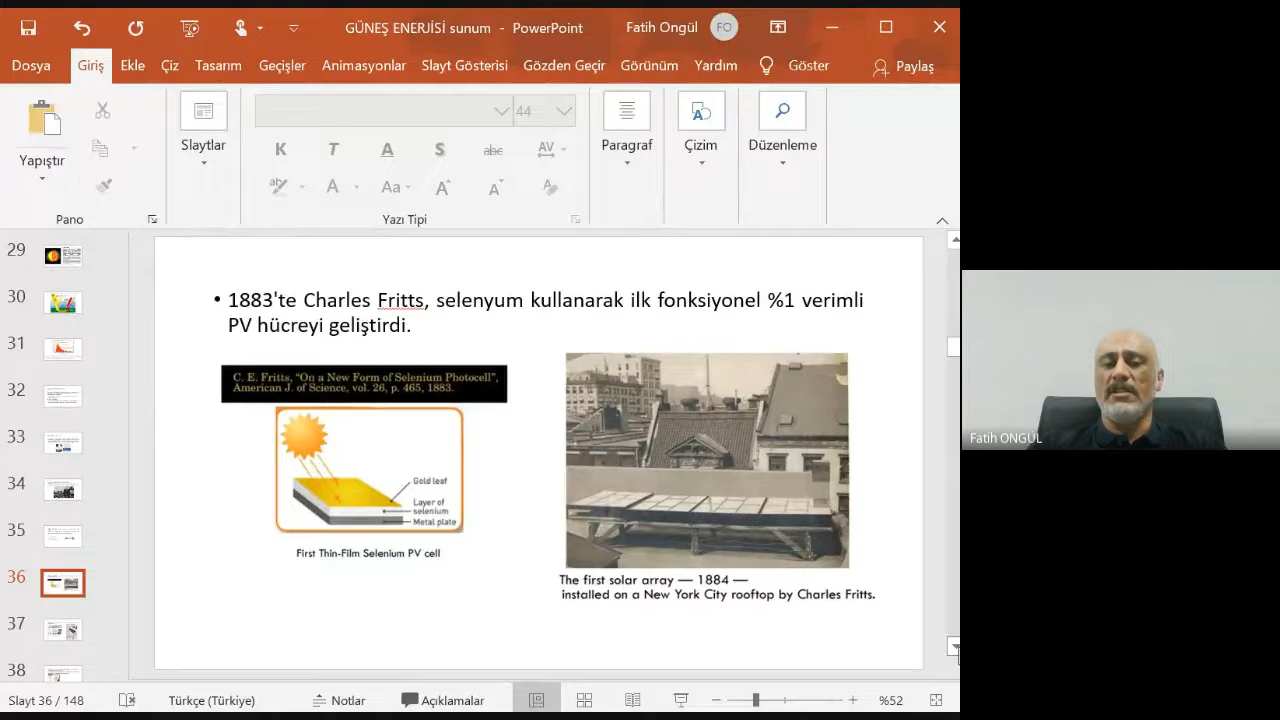 GÜNEŞ ENERJİSİ sunum - PowerPoint
Fatih Ongül
FO
Dosya Giriş Ekle Çiz Tasarım Geçişler Animasyonlar Slayt Gösterisi Gözden Geçir Görünüm Yardım Göster Paylaş
Yapıştır
Slaytlar
44
K T A S abc AV
ab A Aa A A A
Paragraf
Çizim
Düzenleme
Pano
Yazı Tipi
29
30
31
32
33
34
35
36
37
38
• 1883'te Charles Fritts, selenyum kullanarak ilk fonksiyonel %1 verimli
PV hücreyi geliştirdi.
C. E. Fritts, "On a New Form of Selenium Photocell",
American J. of Science, vol. 26, p. 465, 1883.
Gold leaf
Layer of
selenium
Metal plate
First Thin-Film Selenium PV cell
The first solar array — 1884 —
installed on a New York City rooftop by Charles Fritts.
Fatih ONGÜL
Slayt 36 / 148
Türkçe (Türkiye)
Notlar
Açıklamalar
%52